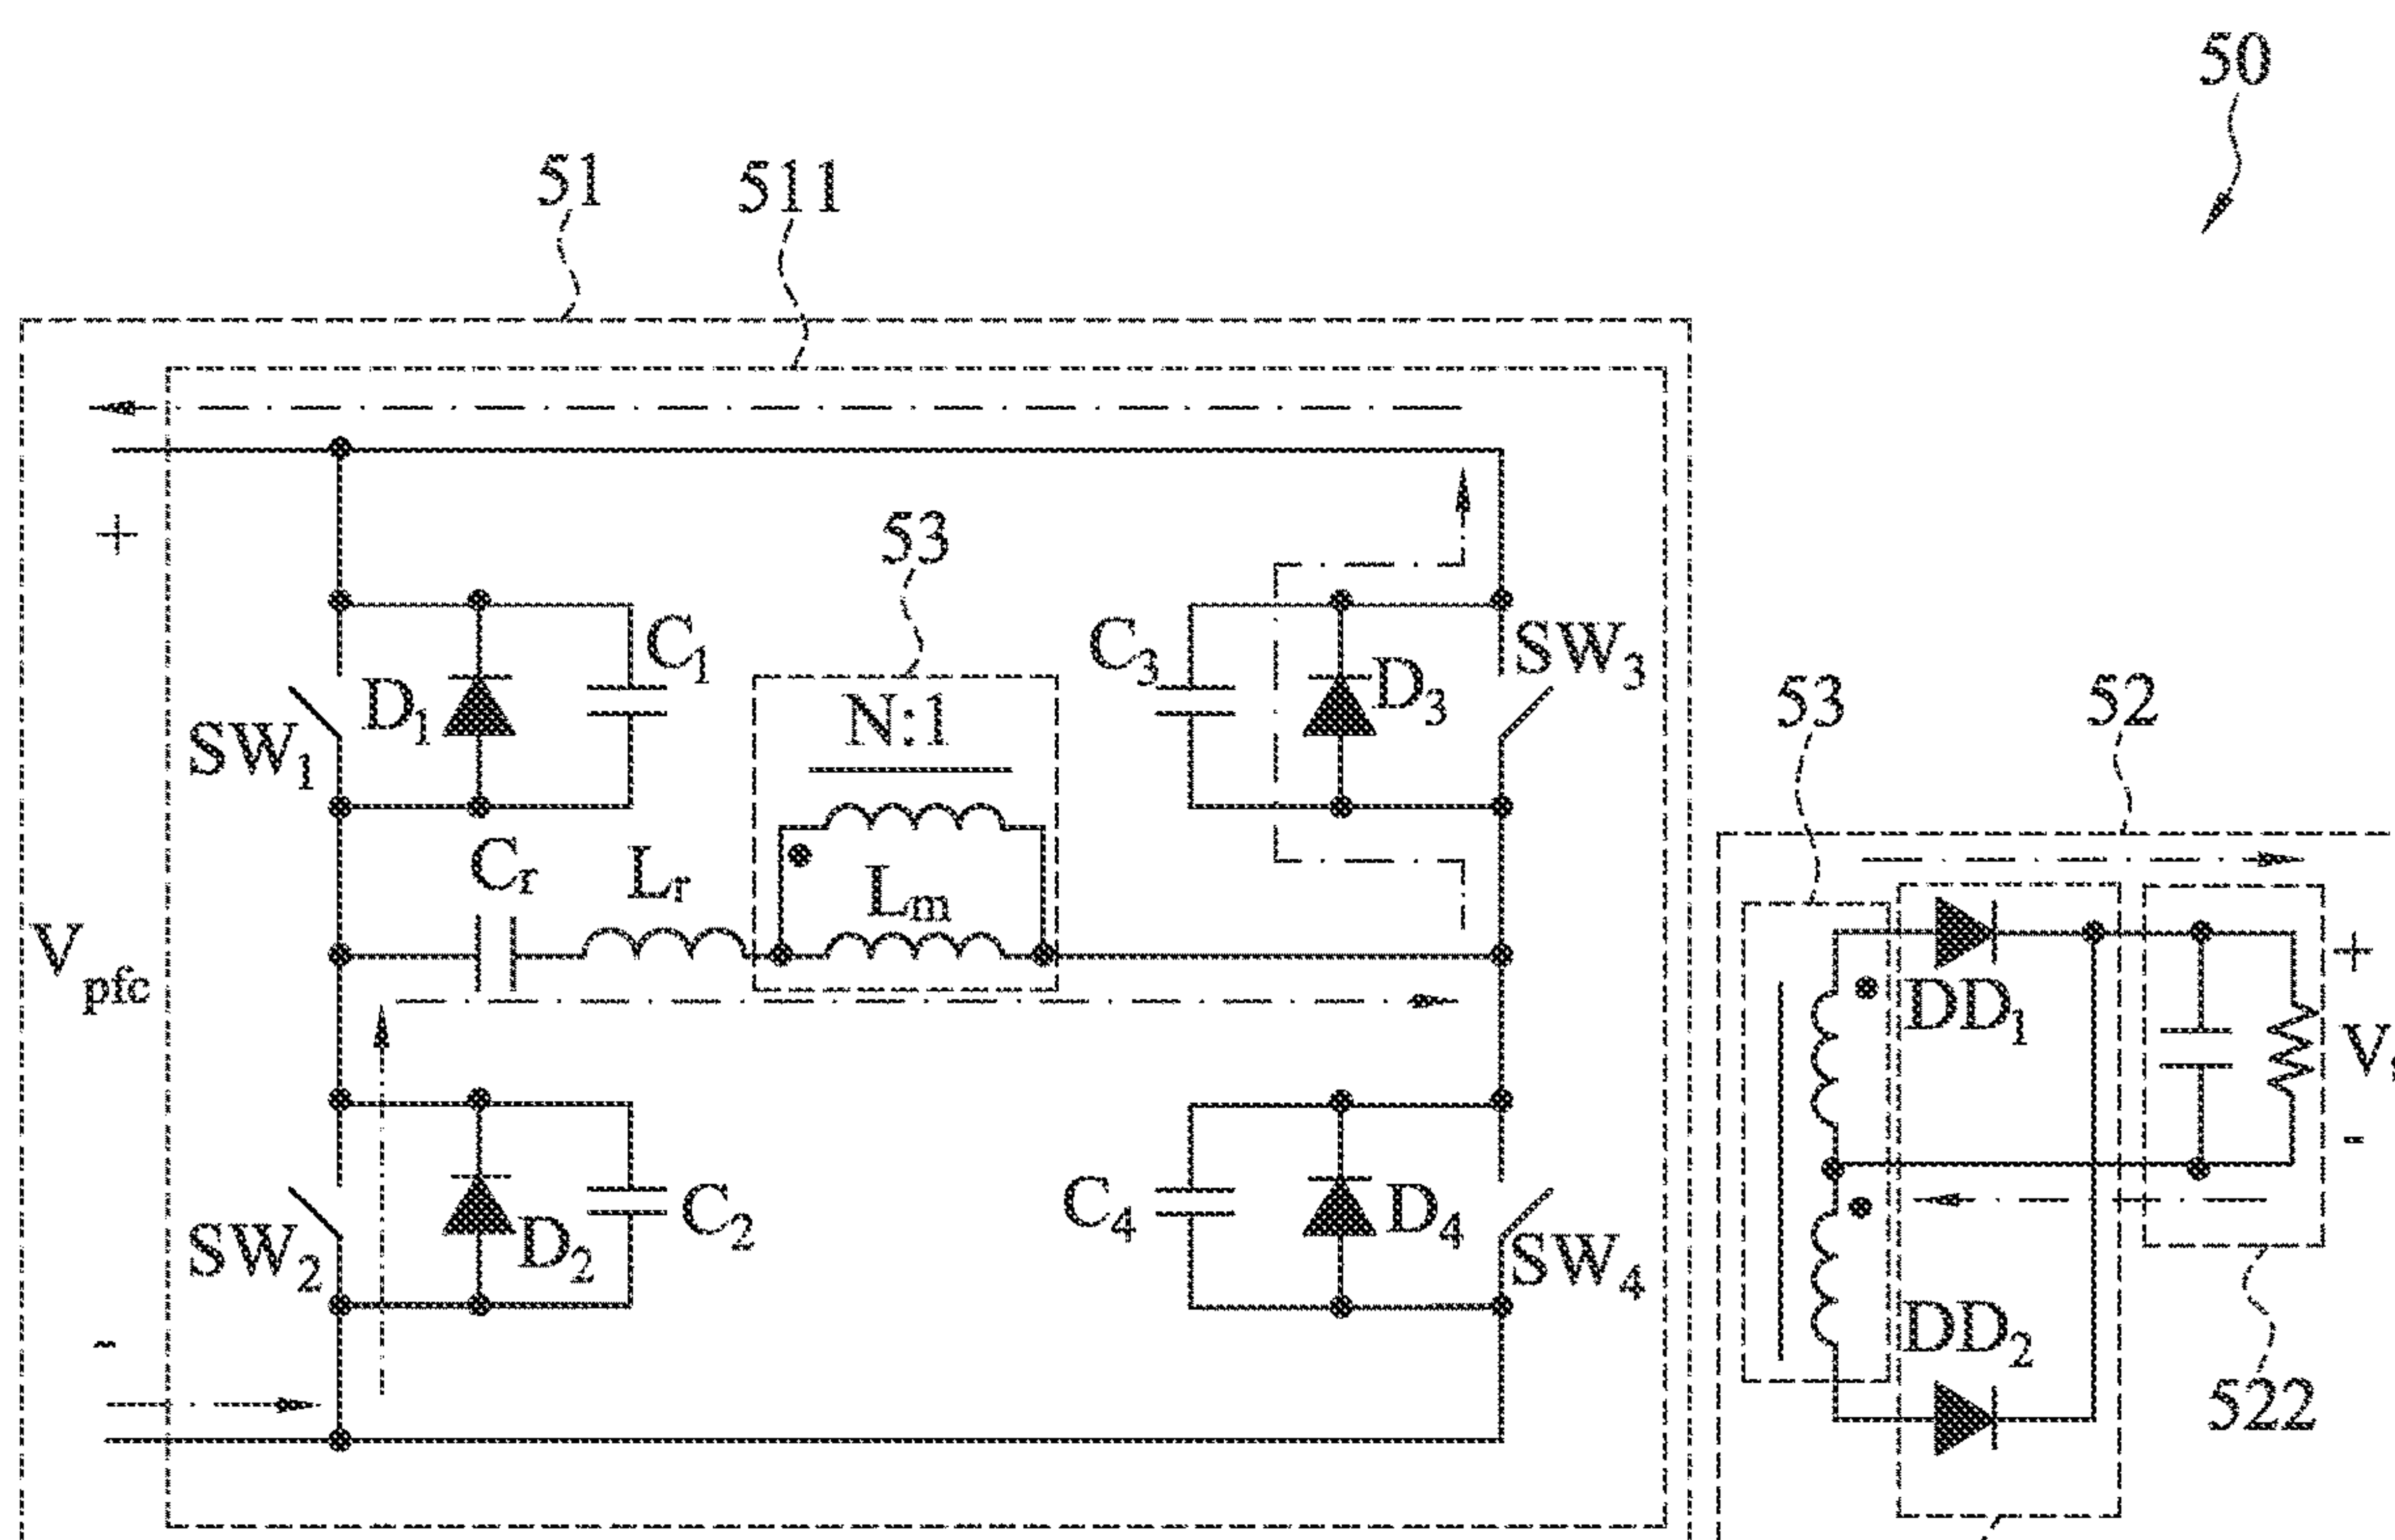 50
51
511
+
53
C1
D1
SW1
N:1
C3
D3
SW3
53
52
Cr
Lr
Lm
Vpfc
DD1
+
-
SW2
D2
C2
C4
D4
SW4
DD2
522
-